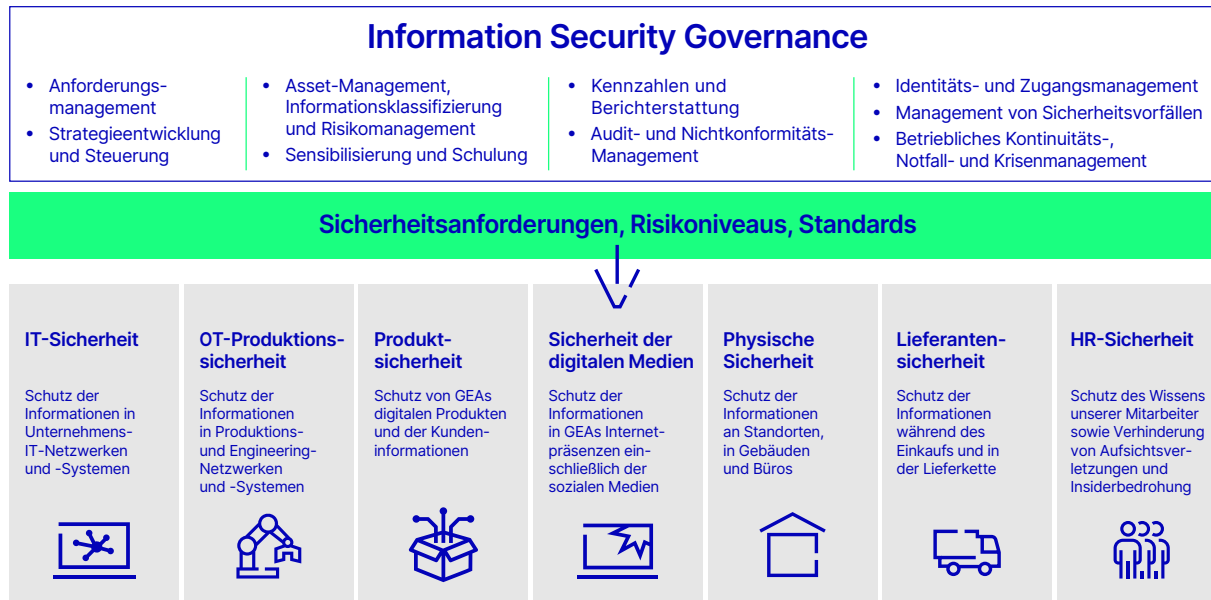 Information Security Governance
• Anforderungs-
management
• Strategieentwicklung
und Steuerung
• Asset-Management,
Informationsklassifizierung
und Risikomanagement
• Sensibilisierung und Schulung
• Kennzahlen und
Berichterstattung
• Audit- und Nichtkonformitäts-
Management
• Identitäts- und Zugangsmanagement
• Management von Sicherheitsvorfällen
• Betriebliches Kontinuitäts-,
Notfall- und Krisenmanagement
Sicherheitsanforderungen, Risikoniveaus, Standards
IT-Sicherheit
Schutz der
Informationen in
Unternehmens-
IT-Netzwerken
und -Systemen
OT-Produktions-
sicherheit
Schutz der
Informationen
in Produktions-
und Engineering-
Netzwerken
und -Systemen
Produkt-
sicherheit
Schutz von GEAs
digitalen Produkten
und der Kunden-
informationen
Sicherheit der
digitalen Medien
Schutz der
Informationen
in GEAs Internet-
präsenzen ein-
schließlich der
sozialen Medien
Physische
Sicherheit
Schutz der
Informationen
an Standorten,
in Gebäuden
und Büros
Lieferanten-
sicherheit
Schutz der
Informationen
während des
Einkaufs und in
der Lieferkette
HR-Sicherheit
Schutz des Wissens
unserer Mitarbeiter
sowie Verhinderung
von Aufsichtsver-
letzungen und
Insiderbedrohung